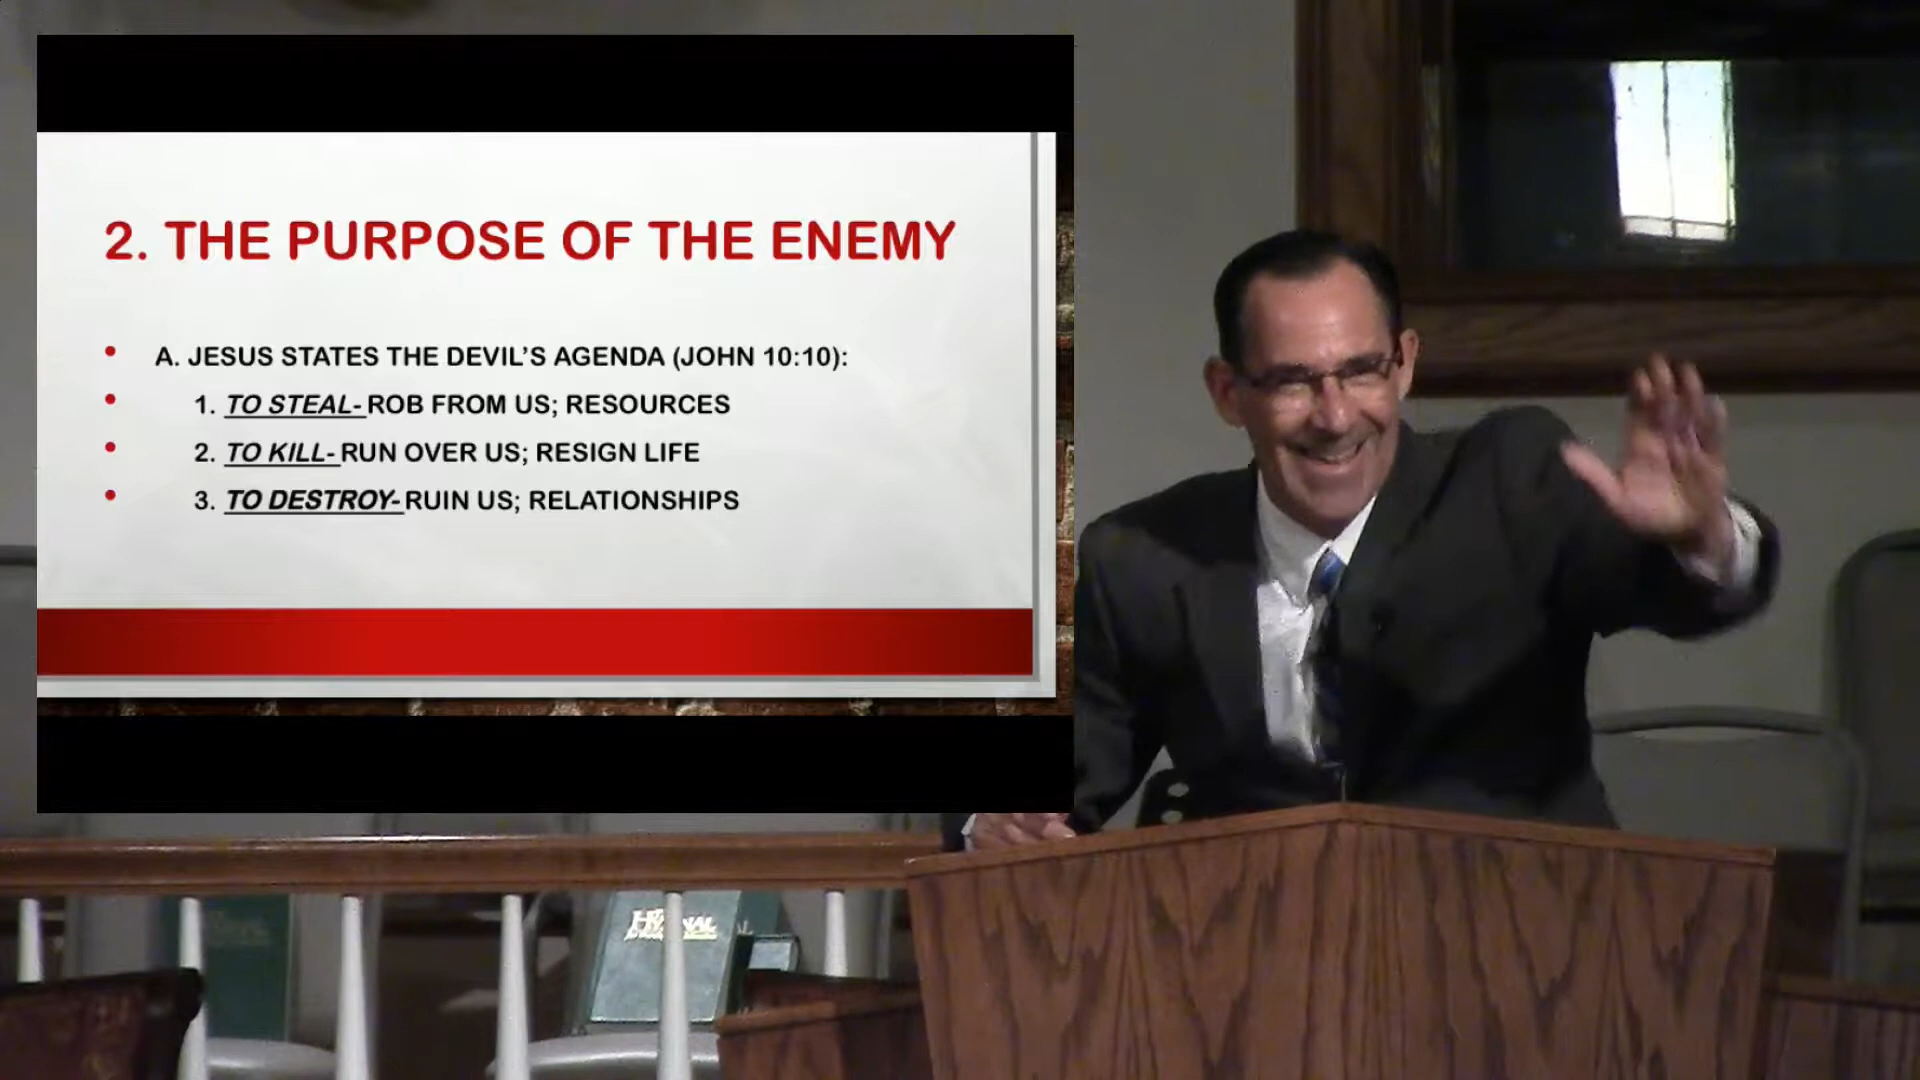 2. THE PURPOSE OF THE ENEMY
• A. JESUS STATES THE DEVIL'S AGENDA (JOHN 10:10):
• 1. TO STEAL- ROB FROM US; RESOURCES
• 2. TO KILL- RUN OVER US; RESIGN LIFE
• 3. TO DESTROY- RUIN US; RELATIONSHIPS